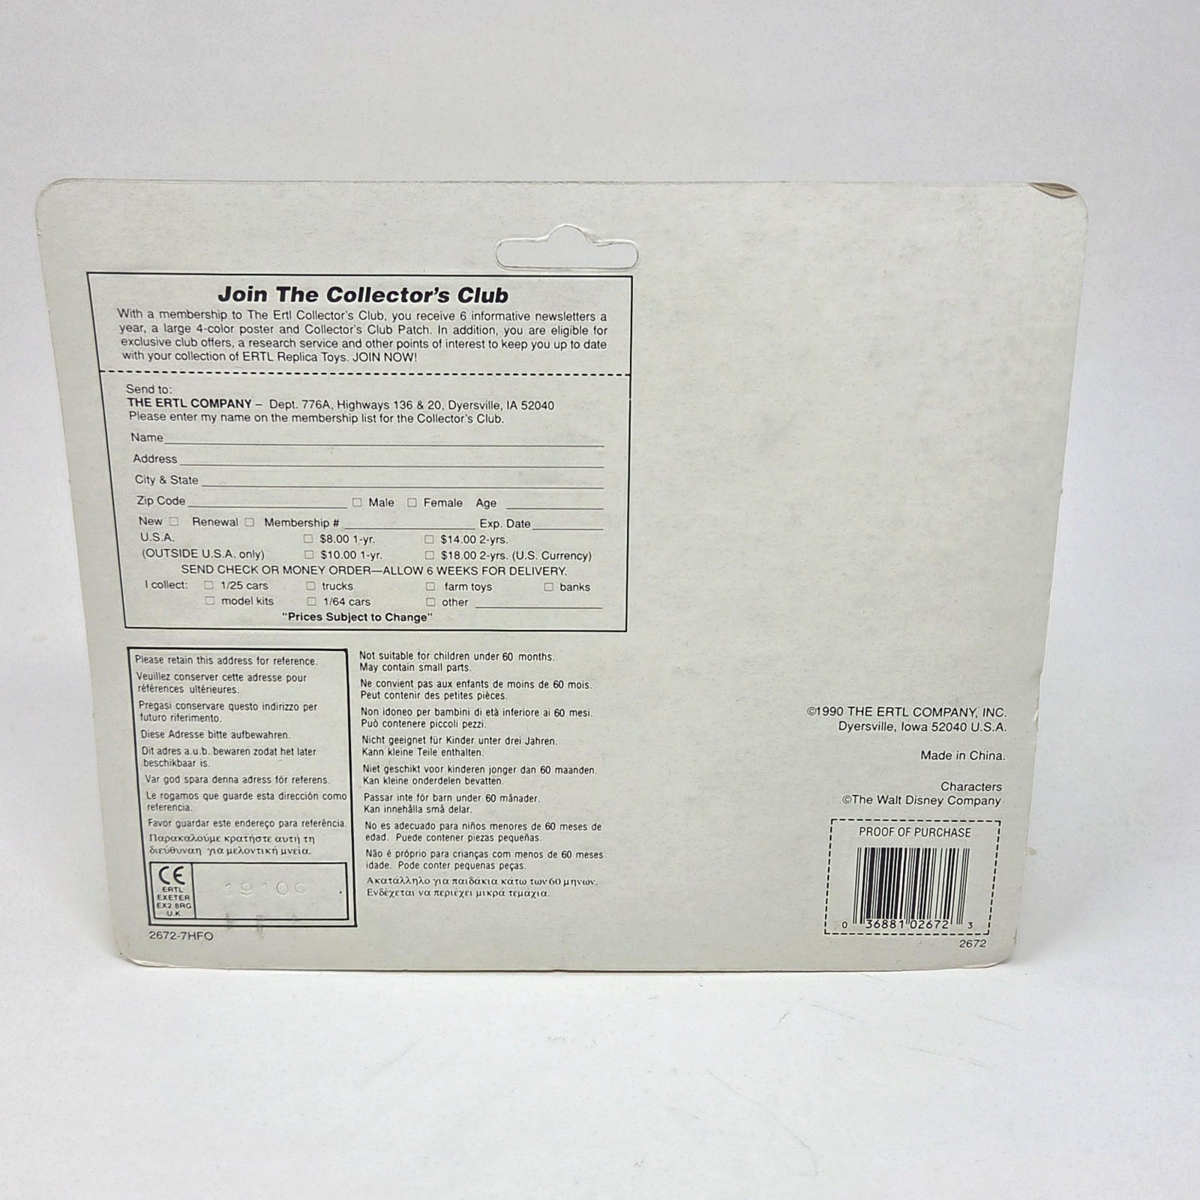 Join The Collector's Club
With a membership to The Ertl Collector's Club, you receive 6 informative newsletters a
year, a large 4-color poster and Collector's Club Patch. In addition, you are eligible for
exclusive club offers, a research service and other points of interest to keep you up to date
with your collection of ERTL Replica Toys. JOIN NOW!
Send to:
THE ERTL COMPANY – Dept. 776A, Highways 136 & 20, Dyersville, IA 52040
Please enter my name on the membership list for the Collector's Club.
Name
Address
City & State
Zip Code □ Male □ Female Age
New □ Renewal □ Membership # Exp. Date
U.S.A. □ $8.00 1-yr. □ $14.00 2-yrs.
(OUTSIDE U.S.A. only) □ $10.00 1-yr. □ $18.00 2-yrs. (U.S. Currency)
SEND CHECK OR MONEY ORDER—ALLOW 6 WEEKS FOR DELIVERY.
I collect: □ 1/25 cars □ trucks □ farm toys □ banks
□ model kits □ 1/64 cars □ other
"Prices Subject to Change"
Please retain this address for reference.
Veuillez conserver cette adresse pour
références ultérieures.
Pregasi conservare questo indirizzo per
futuro riferimento.
Diese Adresse bitte aufbewahren.
Dit adres a.u.b. bewaren zodat het later
beschikbaar is.
Var god spara denna adress för referens.
Le rogamos que guarde esta dirección como
referencia.
Favor guardar este endereço para referência.
Παρακαλούμε κρατήστε αυτή τη
διεύθυνση για μελοντική μνεία.
CE
ERTL
EXETER
EX2 8RG
U.K.
19106
2672-7HFO
Not suitable for children under 60 months.
May contain small parts.
Ne convient pas aux enfants de moins de 60 mois.
Peut contenir des petites pièces.
Non idoneo per bambini di età inferiore ai 60 mesi.
Può contenere piccoli pezzi.
Nicht geeignet für Kinder unter drei Jahren.
Kann kleine Teile enthalten.
Niet geschikt voor kinderen jonger dan 60 maanden.
Kan kleine onderdelen bevatten.
Passar inte för barn under 60 månader.
Kan innehålla små delar.
No es adecuado para niños menores de 60 meses de
edad. Puede contener piezas pequeñas.
Não é próprio para crianças com menos de 60 meses
idade. Pode conter pequenas peças.
Ακατάλληλο για παιδάκια κάτω των 60 μηνων.
Ενδέχεται να περιέχει μικρά τεμάχια.
©1990 THE ERTL COMPANY, INC.
Dyersville, Iowa 52040 U.S.A.
Made in China.
Characters
©The Walt Disney Company
PROOF OF PURCHASE
0 36881 02672 3
2672